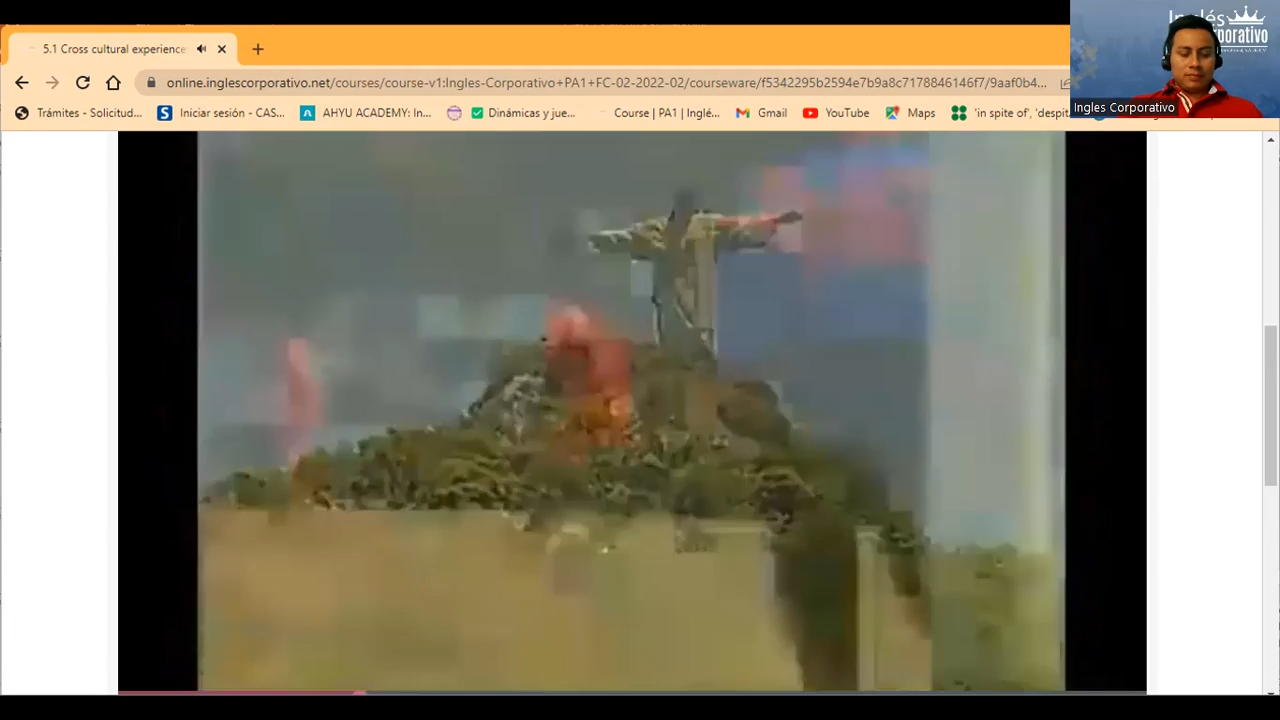 5.1 Cross cultural experience
online.inglescorporativo.net/courses/course-v1:Ingles-Corporativo+PA1+FC-02-2022-02/courseware/f5342295b2594e7b9a8c7178846146f7/9aaf0b4...
Trámites - Solicitud...
Iniciar sesión - CAS...
AHYU ACADEMY: In...
Dinámicas y jue...
Course | PA1 | Inglé...
Gmail
YouTube
Maps
'in spite of', 'despit
Inglés
Ingles Corporativo